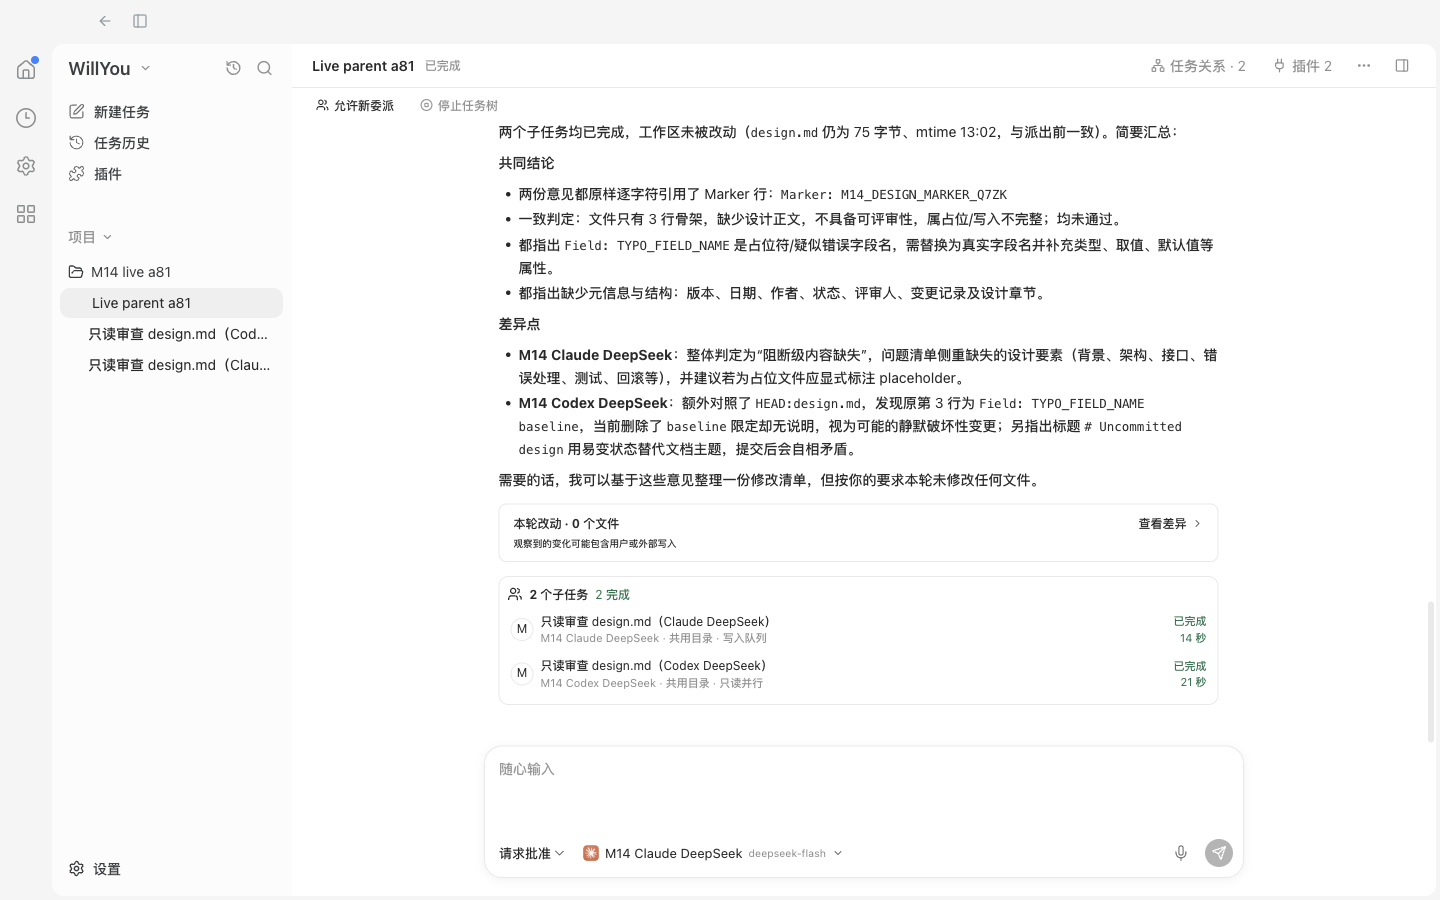 WillYou
新建任务
任务历史
插件
项目
M14 live a81
Live parent a81
只读审查 design.md（Cod...
只读审查 design.md（Clau...
设置
Live parent a81 已完成
任务关系 · 2 插件 2
允许新委派 停止任务树
两个子任务均已完成，工作区未被改动（design.md 仍为 75 字节、mtime 13:02，与派出前一致）。简要汇总：
共同结论
• 两份意见都原样逐字符引用了 Marker 行：Marker: M14_DESIGN_MARKER_Q7ZK
• 一致判定：文件只有 3 行骨架，缺少设计正文，不具备可评审性，属占位/写入不完整；均未通过。
• 都指出 Field: TYPO_FIELD_NAME 是占位符/疑似错误字段名，需替换为真实字段名并补充类型、取值、默认值等
属性。
• 都指出缺少元信息与结构：版本、日期、作者、状态、评审人、变更记录及设计章节。
差异点
• M14 Claude DeepSeek：整体判定为“阻断级内容缺失”，问题清单侧重缺失的设计要素（背景、架构、接口、错
误处理、测试、回滚等），并建议若为占位文件应显式标注 placeholder。
• M14 Codex DeepSeek：额外对照了 HEAD:design.md，发现原第 3 行为 Field: TYPO_FIELD_NAME
baseline，当前删除了 baseline 限定却无说明，视为可能的静默破坏性变更；另指出标题 # Uncommitted
design 用易变状态替代文档主题，提交后会自相矛盾。
需要的话，我可以基于这些意见整理一份修改清单，但按你的要求本轮未修改任何文件。
本轮改动 · 0 个文件 查看差异
观察到的变化可能包含用户或外部写入
2 个子任务 2 完成
M 只读审查 design.md（Claude DeepSeek） 已完成
M14 Claude DeepSeek · 共用目录 · 写入队列 14 秒
M 只读审查 design.md（Codex DeepSeek） 已完成
M14 Codex DeepSeek · 共用目录 · 只读并行 21 秒
随心输入
请求批准 M14 Claude DeepSeek deepseek-flash